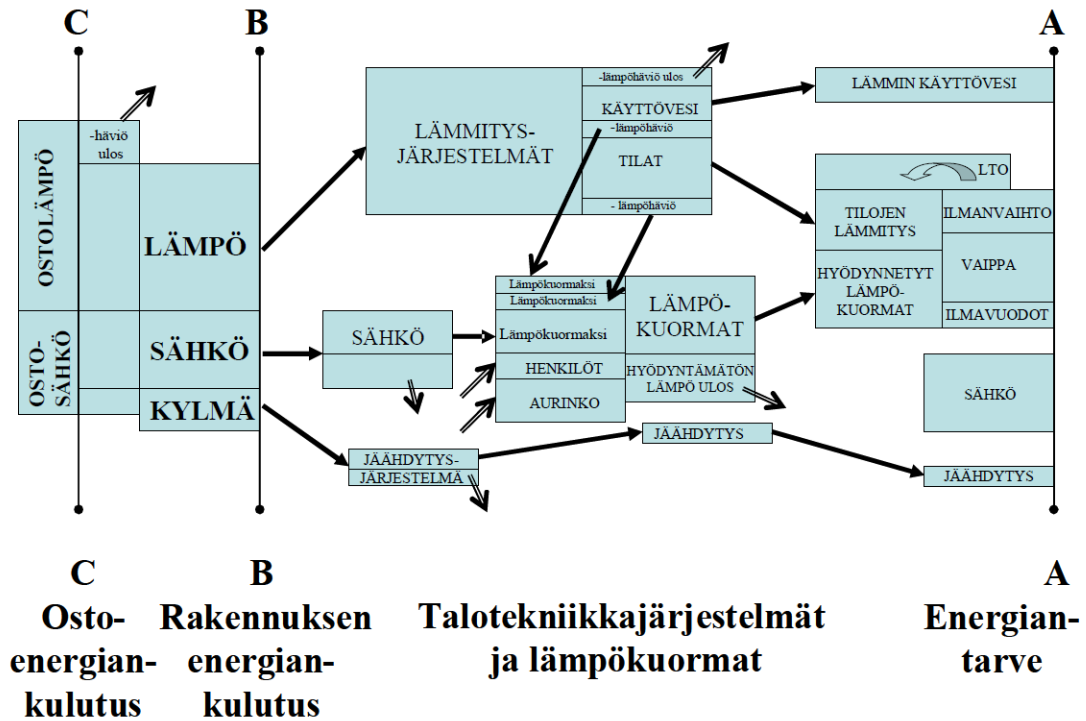 C
B
A
-häviö
ulos
OSTOLÄMPÖ
LÄMPÖ
OSTO-
SÄHKÖ
SÄHKÖ
KYLMÄ
LÄMMITYS-
JÄRJESTELMÄT
-lämpöhäviö ulos
KÄYTTÖVESI
-lämpöhäviö
TILAT
- lämpöhäviö
SÄHKÖ
Lämpökuormaksi
Lämpökuormaksi
Lämpökuormaksi
HENKILÖT
AURINKO
LÄMPÖ-
KUORMAT
HYÖDYNTÄMÄTÖN
LÄMPÖ ULOS
JÄÄHDYTYS-
JÄRJESTELMÄ
JÄÄHDYTYS
LÄMMIN KÄYTTÖVESI
LTO
TILOJEN
LÄMMITYS
HYÖDYNNETYT
LÄMPÖ-
KUORMAT
ILMANVAIHTO
VAIPPA
ILMAVUODOT
SÄHKÖ
JÄÄHDYTYS
C
Osto-
energian-
kulutus
B
Rakennuksen
energian-
kulutus
Talotekniikkajärjestelmät
ja lämpökuormat
A
Energian-
tarve